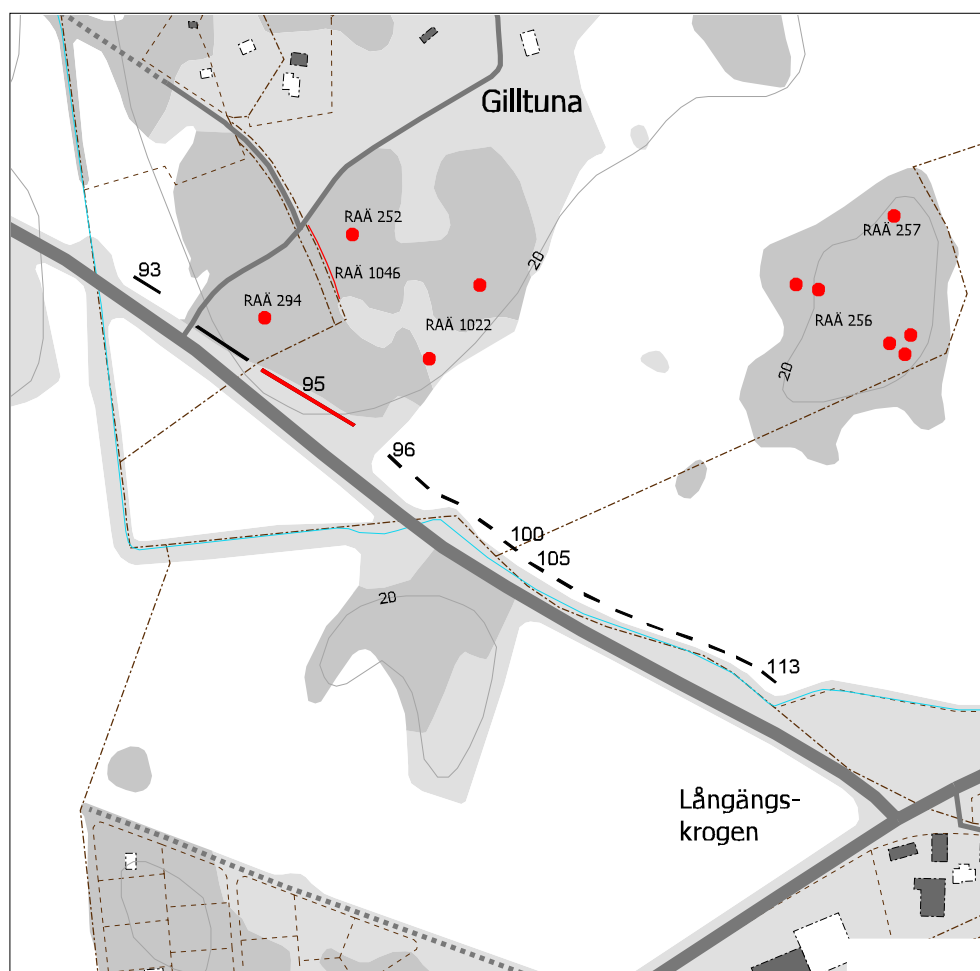 Gilltuna
RAÄ 252
RAÄ 257
20
93
RAÄ 1046
RAÄ 294
RAÄ 1022
RAÄ 256
20
95
96
100
105
20
113
Långängs-
krogen